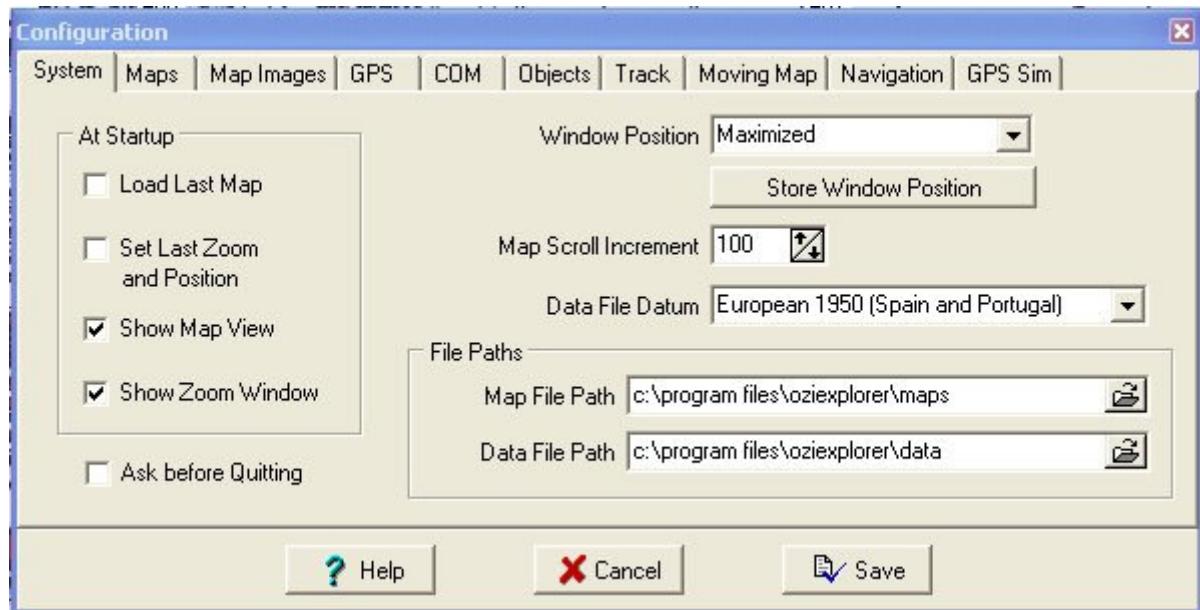 Configuration
System Maps Map Images GPS COM Objects Track Moving Map Navigation GPS Sim
At Startup
Load Last Map
Set Last Zoom
and Position
Show Map View
Show Zoom Window
Ask before Quitting
Window Position Maximized
Store Window Position
Map Scroll Increment 100
Data File Datum European 1950 (Spain and Portugal)
File Paths
Map File Path c:\program files\oziexplorer\maps
Data File Path c:\program files\oziexplorer\data
? Help Cancel Save